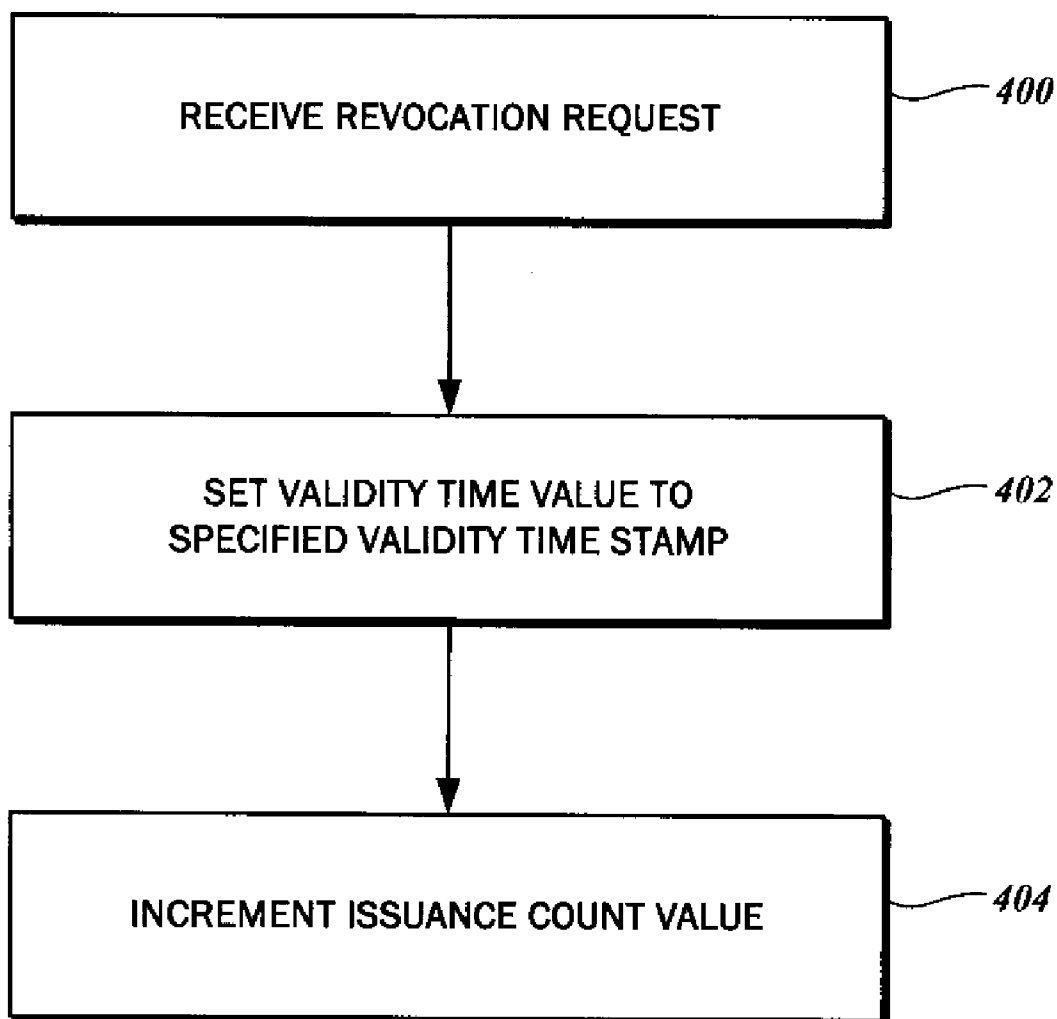 RECEIVE REVOCATION REQUEST
400
SET VALIDITY TIME VALUE TO
SPECIFIED VALIDITY TIME STAMP
402
INCREMENT ISSUANCE COUNT VALUE
404